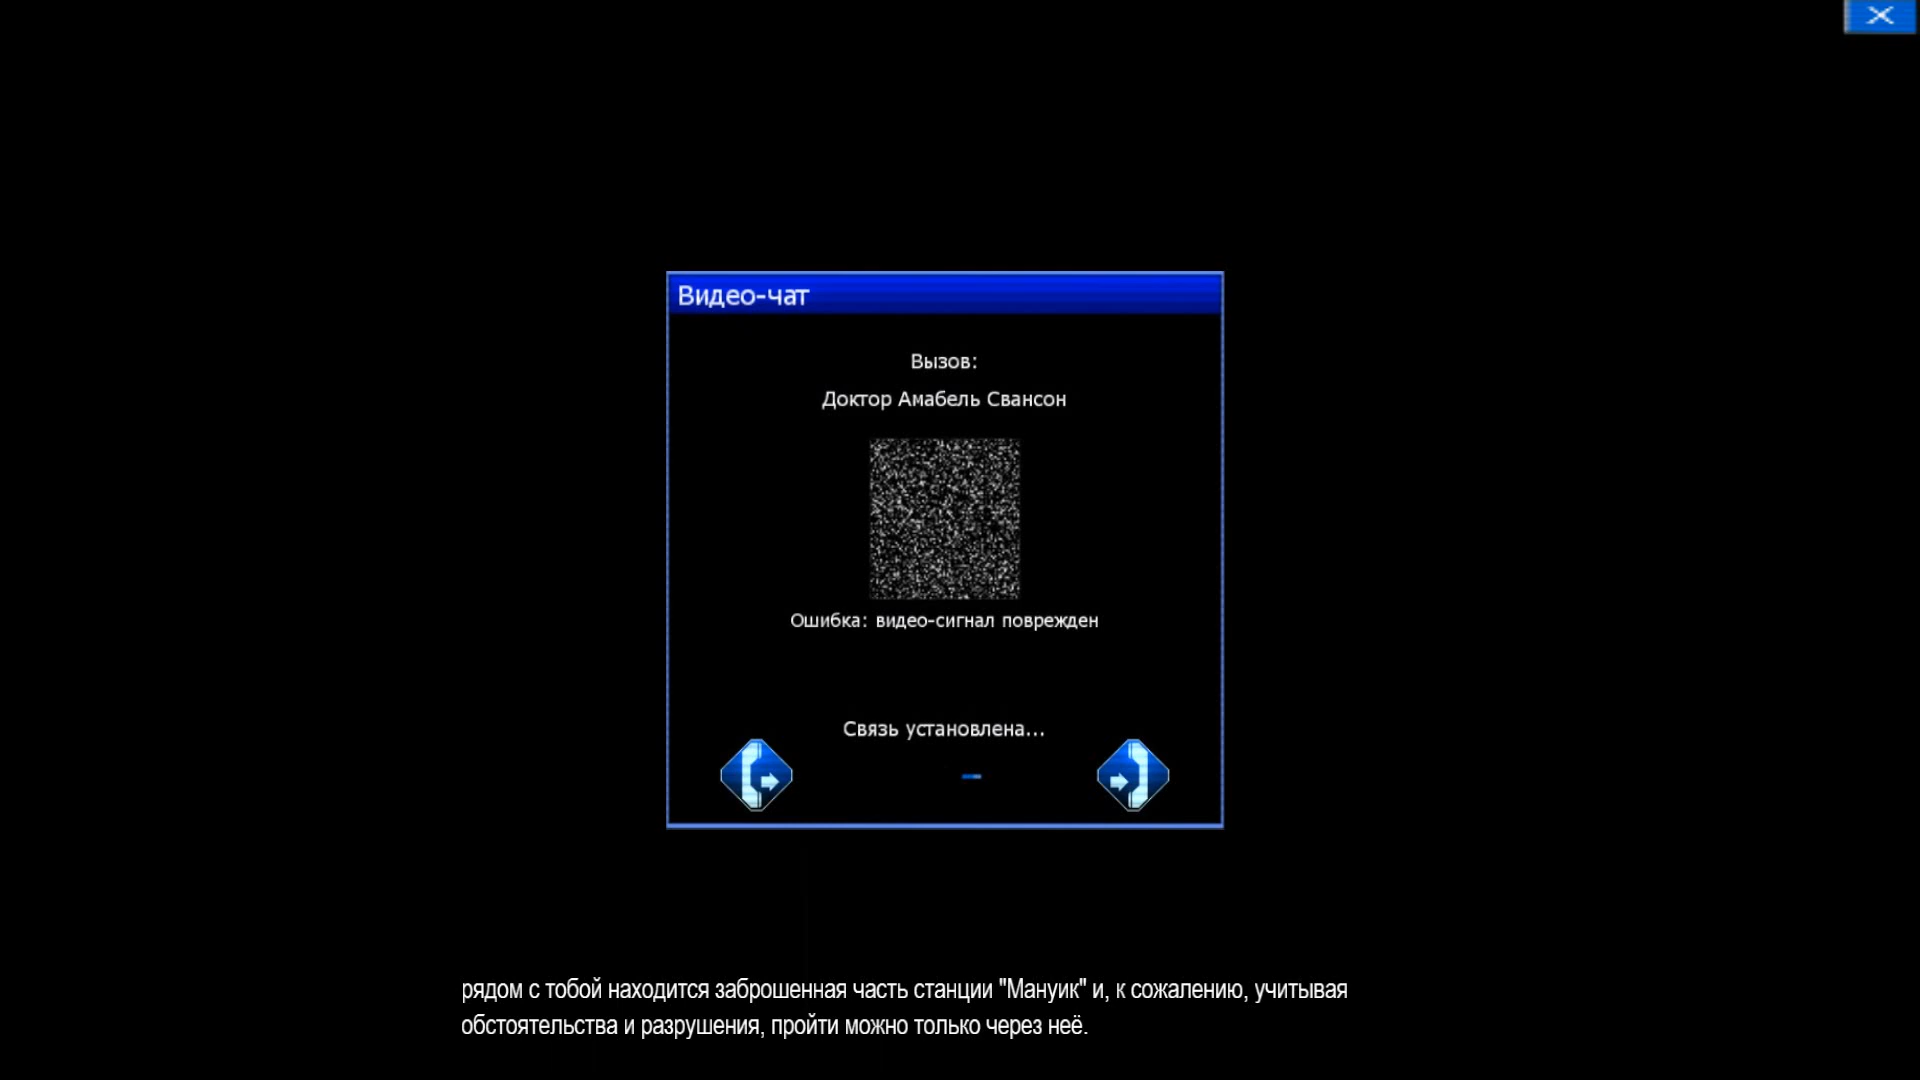 Видео-чат
Вызов:
Доктор Амабель Свансон
Ошибка: видео-сигнал поврежден
Связь установлена...
рядом с тобой находится заброшенная часть станции "Мануик" и, к сожалению, учитывая
обстоятельства и разрушения, пройти можно только через неё.